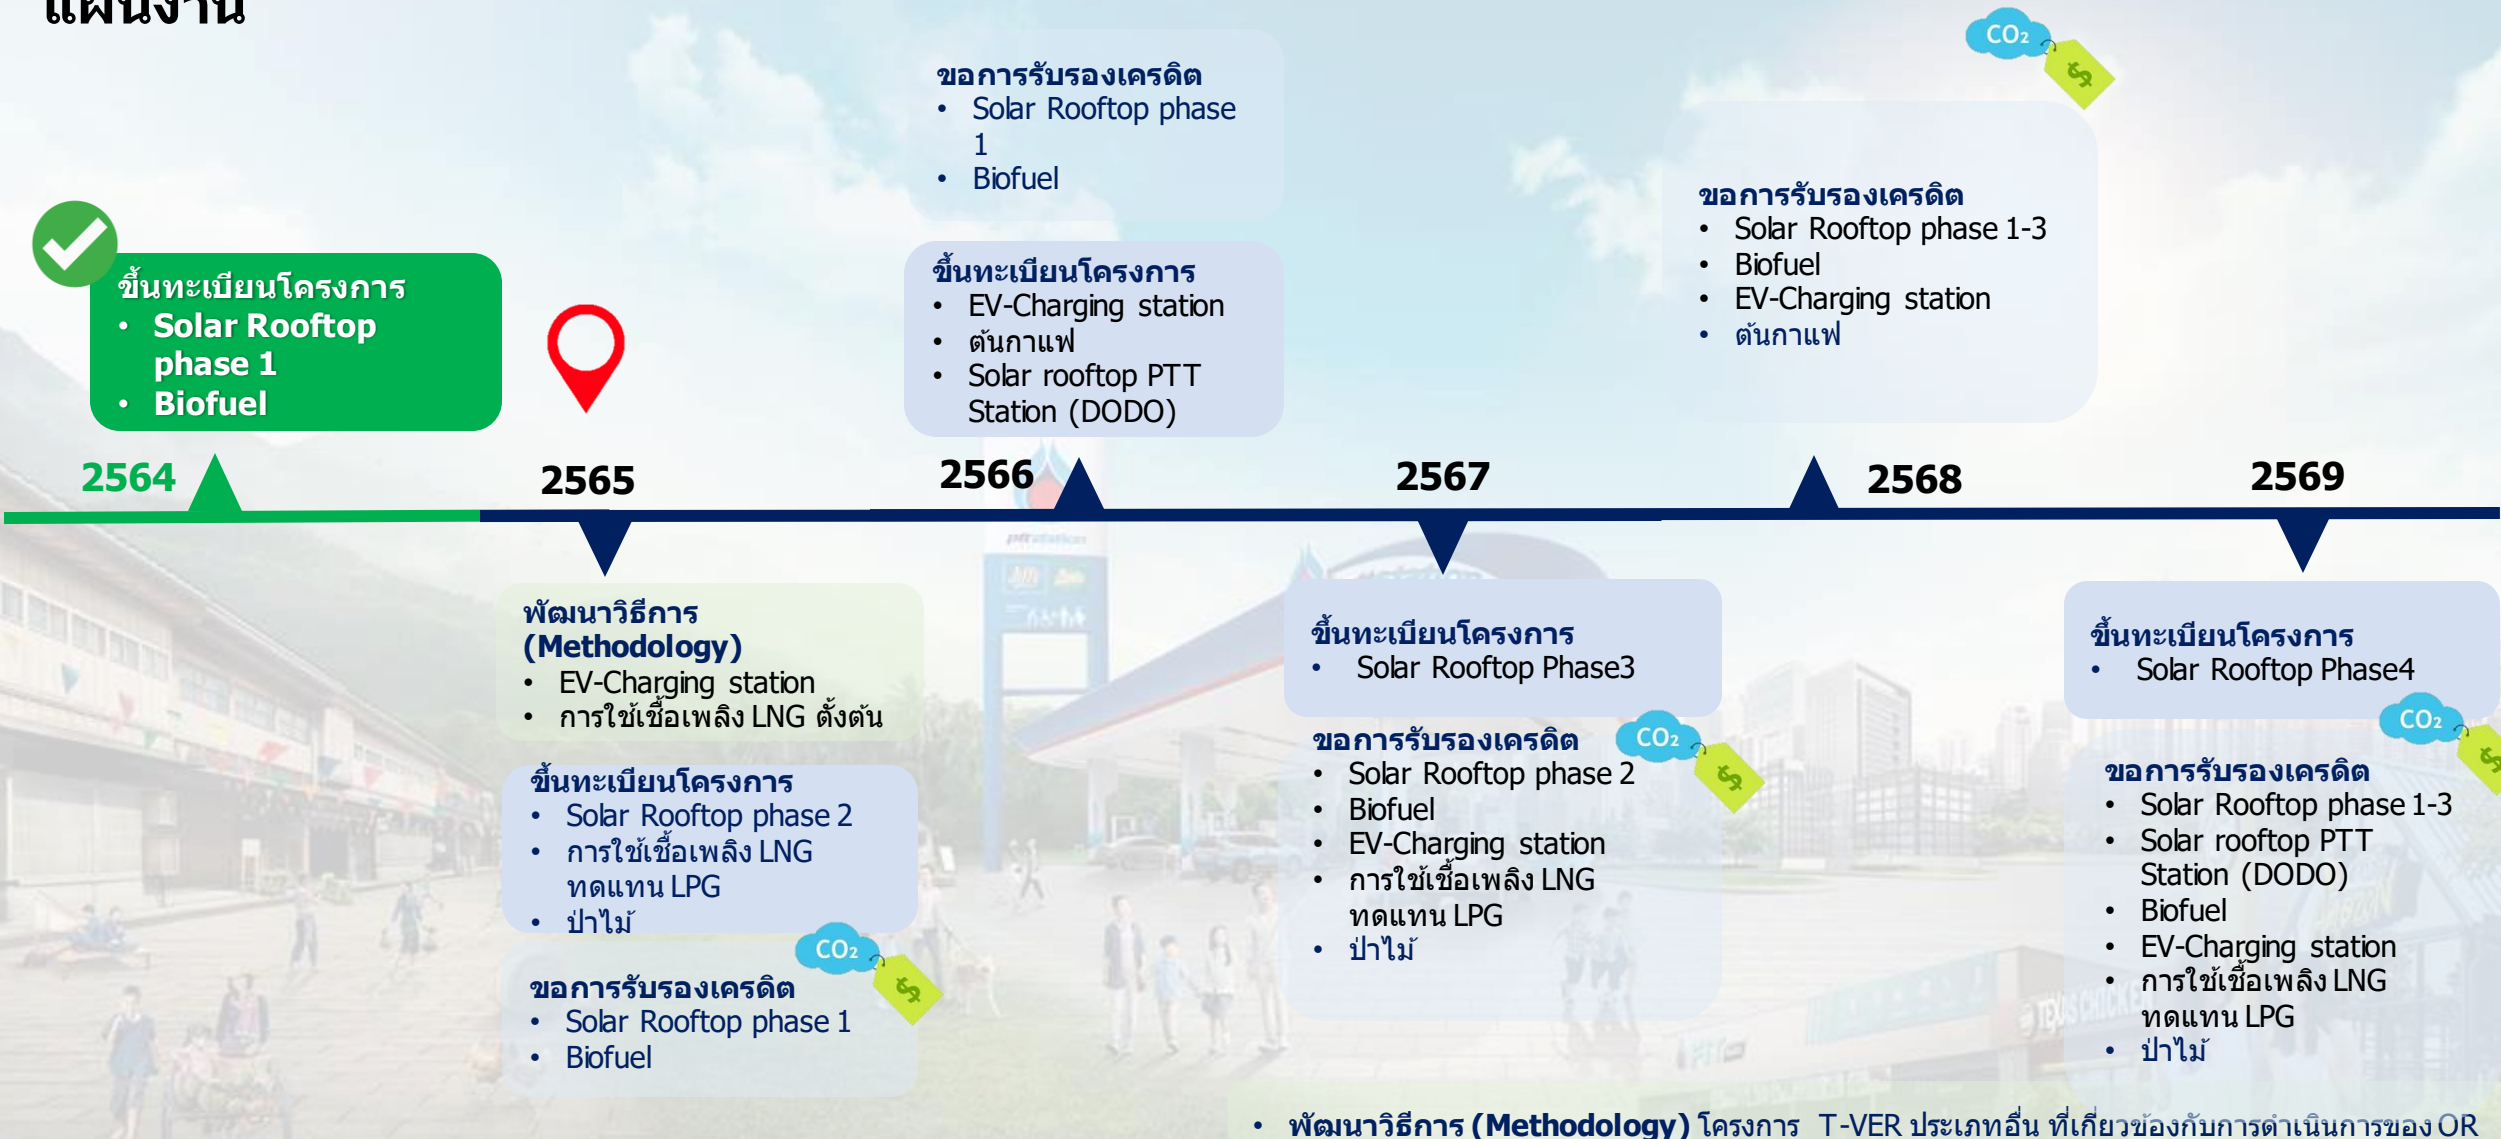 แผนงาน
ขึ้นทะเบียนโครงการ
• Solar Rooftop
phase 1
• Biofuel
ขอการรับรองเครดิต
• Solar Rooftop phase
1
• Biofuel
ขึ้นทะเบียนโครงการ
• EV-Charging station
• ต้นกาแฟ
• Solar rooftop PTT
Station (DODO)
CO₂
$
ขอการรับรองเครดิต
• Solar Rooftop phase 1-3
• Biofuel
• EV-Charging station
• ต้นกาแฟ
2564
2565
2566
2567
2568
2569
ptt station
พัฒนาวิธีการ
(Methodology)
• EV-Charging station
• การใช้เชื้อเพลิง LNG ตั้งต้น
ขึ้นทะเบียนโครงการ
• Solar Rooftop phase 2
• การใช้เชื้อเพลิง LNG
ทดแทน LPG
• ป่าไม้
CO₂
$
ขอการรับรองเครดิต
• Solar Rooftop phase 1
• Biofuel
ขึ้นทะเบียนโครงการ
• Solar Rooftop Phase3
ขอการรับรองเครดิต
CO₂
$
• Solar Rooftop phase 2
• Biofuel
• EV-Charging station
• การใช้เชื้อเพลิง LNG
ทดแทน LPG
• ป่าไม้
ขึ้นทะเบียนโครงการ
• Solar Rooftop Phase4
CO₂
$
ขอการรับรองเครดิต
• Solar Rooftop phase 1-3
• Solar rooftop PTT
Station (DODO)
• Biofuel
• EV-Charging station
• การใช้เชื้อเพลิง LNG
ทดแทน LPG
• ป่าไม้
TEXAS CHICKEN
• พัฒนาวิธีการ (Methodology) โครงการ T-VER ประเภทอื่น ที่เกี่ยวข้องกับการดำเนินการของ OR